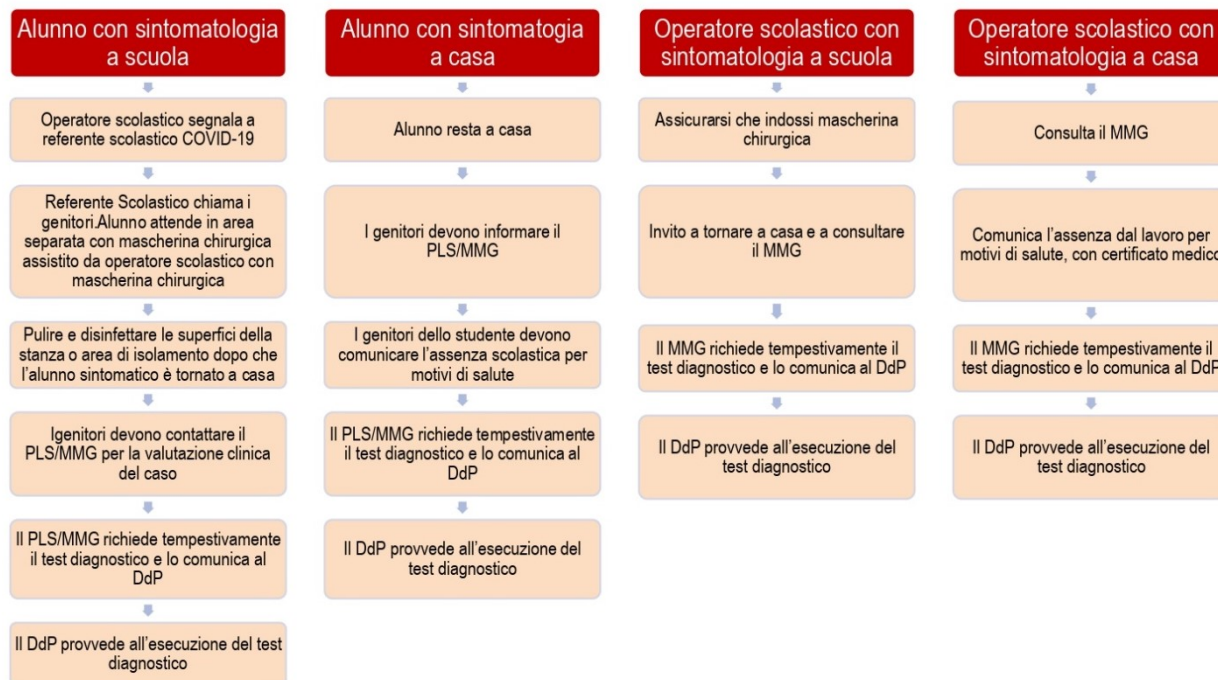 Alunno con sintomatologia
a scuola
Operatore scolastico segnala a
referente scolastico COVID-19
Referente Scolastico chiama i
genitori.Alunno attende in area
separata con mascherina chirurgica
assistito da operatore scolastico con
mascherina chirurgica
Pulire e disinfettare le superfici della
stanza o area di isolamento dopo che
l'alunno sintomatico è tornato a casa
Igenitori devono contattare il
PLS/MMG per la valutazione clinica
del caso
Il PLS/MMG richiede tempestivamente
il test diagnostico e lo comunica al
DdP
Il DdP provvede all'esecuzione del test
diagnostico
Alunno con sintomatogia
a casa
Alunno resta a casa
I genitori devono informare il
PLS/MMG
I genitori dello studente devono
comunicare l'assenza scolastica per
motivi di salute
Il PLS/MMG richiede tempestivamente
il test diagnostico e lo comunica al
DdP
Il DdP provvede all'esecuzione del
test diagnostico
Operatore scolastico con
sintomatologia a scuola
Assicurarsi che indossi mascherina
chirurgica
Invito a tornare a casa e a consultare
il MMG
Il MMG richiede tempestivamente il
test diagnostico e lo comunica al DdP
Il DdP provvede all'esecuzione del
test diagnostico
Operatore scolastico con
sintomatologia a casa
Consulta il MMG
Comunica l'assenza dal lavoro per
motivi di salute, con certificato medico
Il MMG richiede tempestivamente il
test diagnostico e lo comunica al DdP
Il DdP provvede all'esecuzione del
test diagnostico